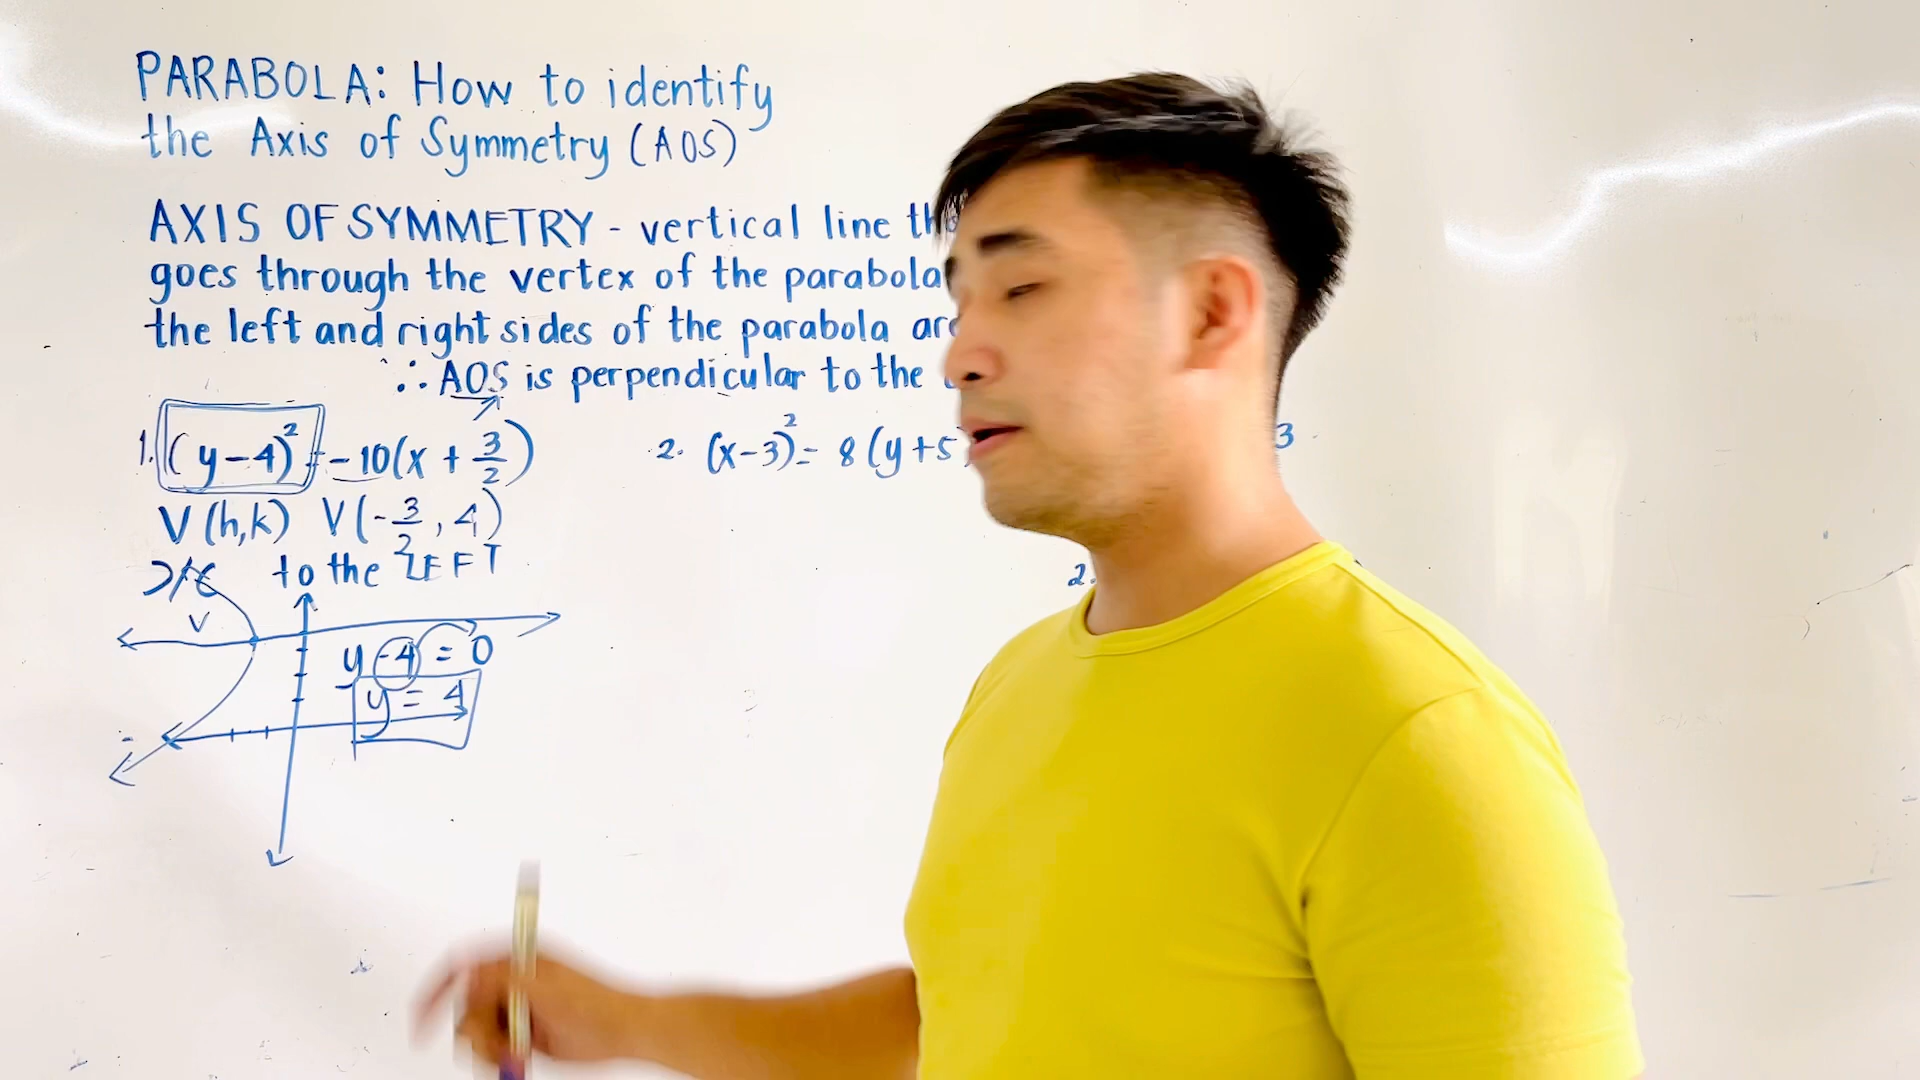 PARABOLA: How to identify
the Axis of Symmetry (AOS)
AXIS OF SYMMETRY - vertical line
goes through the vertex of the parabola
the left and right sides of the parabola
∴ AOS is perpendicular to the
1. (y-4)² = -10(x + 3/2)
2. (x-3)² = 8(y+5
3
V(h,k) V(-3/2, 4)
to the LEFT
2.
V
y-4 = 0
y = 4